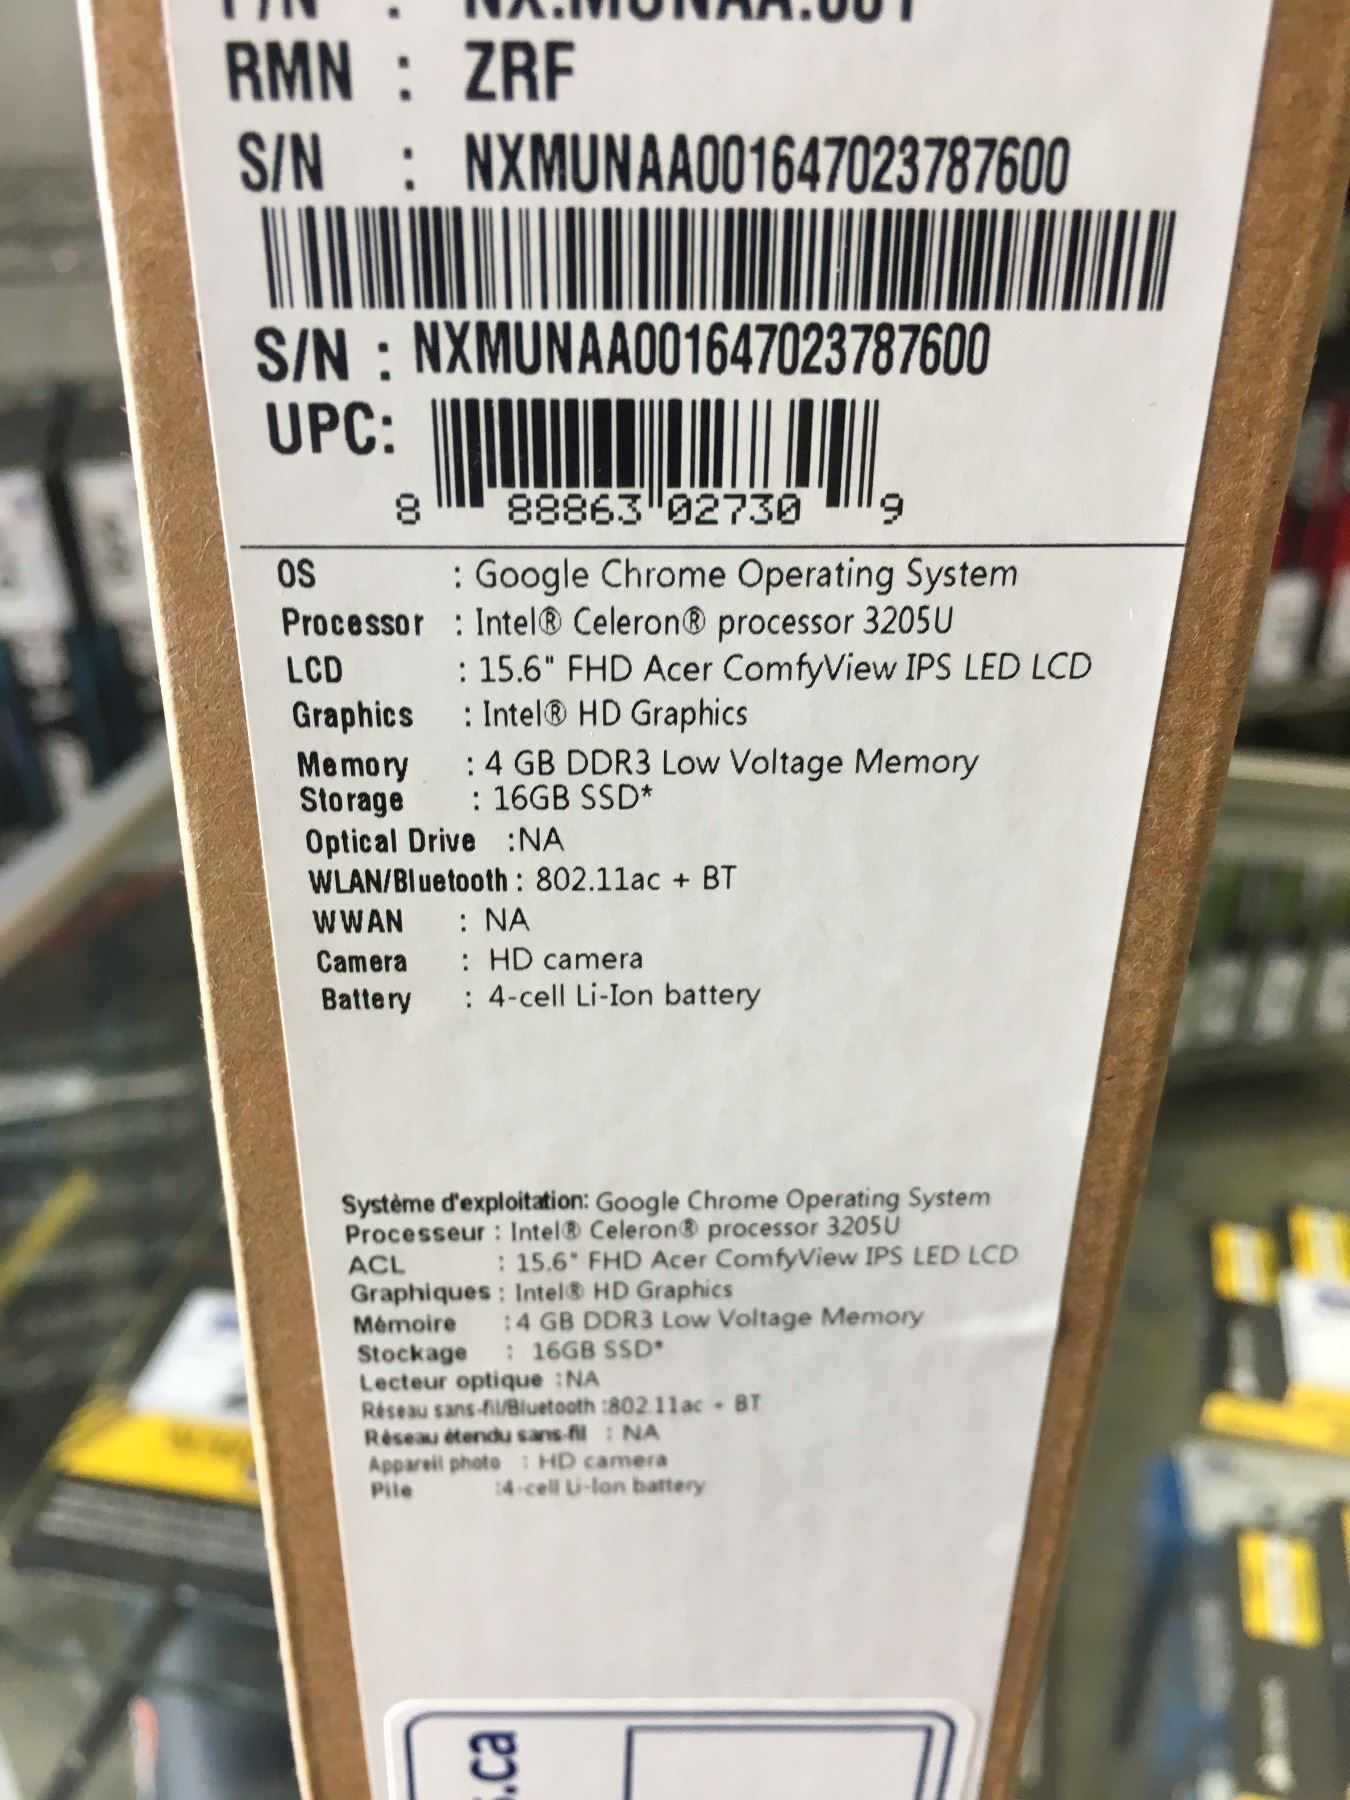 P/N : NX.MUNAA.001
RMN : ZRF
S/N : NXMUNAA001647023787600
S/N : NXMUNAA001647023787600
UPC:
8 88863 02730 9
OS : Google Chrome Operating System
Processor : Intel® Celeron® processor 3205U
LCD : 15.6" FHD Acer ComfyView IPS LED LCD
Graphics : Intel® HD Graphics
Memory : 4 GB DDR3 Low Voltage Memory
Storage : 16GB SSD*
Optical Drive :NA
WLAN/Bluetooth : 802.11ac + BT
WWAN : NA
Camera : HD camera
Battery : 4-cell Li-Ion battery
Système d'exploitation: Google Chrome Operating System
Processeur : Intel® Celeron® processor 3205U
ACL : 15.6" FHD Acer ComfyView IPS LED LCD
Graphiques : Intel® HD Graphics
Mémoire :4 GB DDR3 Low Voltage Memory
Stockage : 16GB SSD*
Lecteur optique :NA
Réseau sans-fil/Bluetooth :802.11ac + BT
Réseau étendu sans-fil : NA
Appareil photo : HD camera
Pile :4-cell Li-Ion battery
.ca